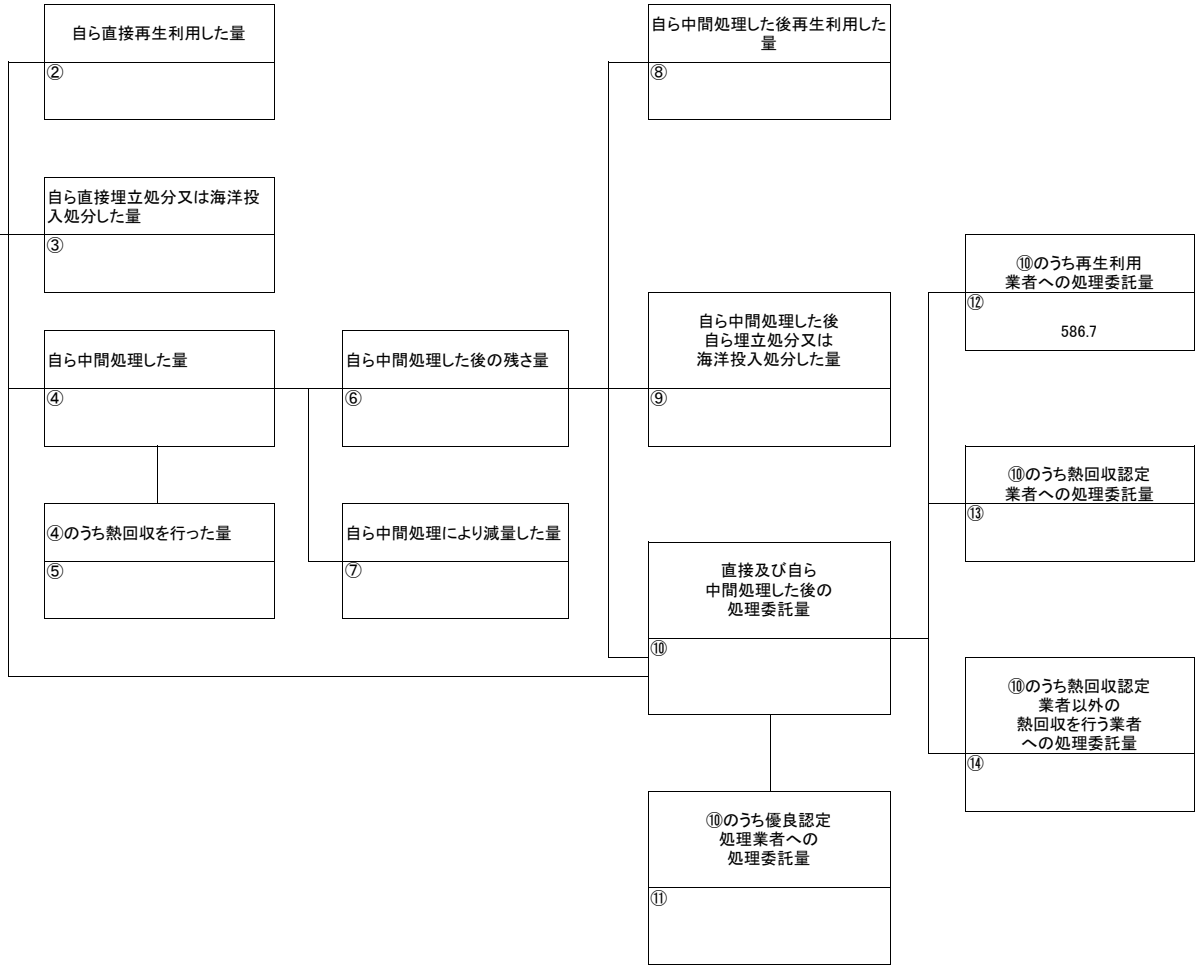 自ら直接再生利用した量
②
自ら中間処理した後再生利用した
量
⑧
自ら直接埋立処分又は海洋投
入処分した量
③
⑩のうち再生利用
業者への処理委託量
⑫
586.7
自ら中間処理した量
④
自ら中間処理した後の残さ量
⑥
自ら中間処理した後
自ら埋立処分又は
海洋投入処分した量
⑨
⑩のうち熱回収認定
業者への処理委託量
⑬
④のうち熱回収を行った量
⑤
自ら中間処理により減量した量
⑦
直接及び自ら
中間処理した後の
処理委託量
⑩
⑩のうち熱回収認定
業者以外の
熱回収を行う業者
への処理委託量
⑭
⑩のうち優良認定
処理業者への
処理委託量
⑪